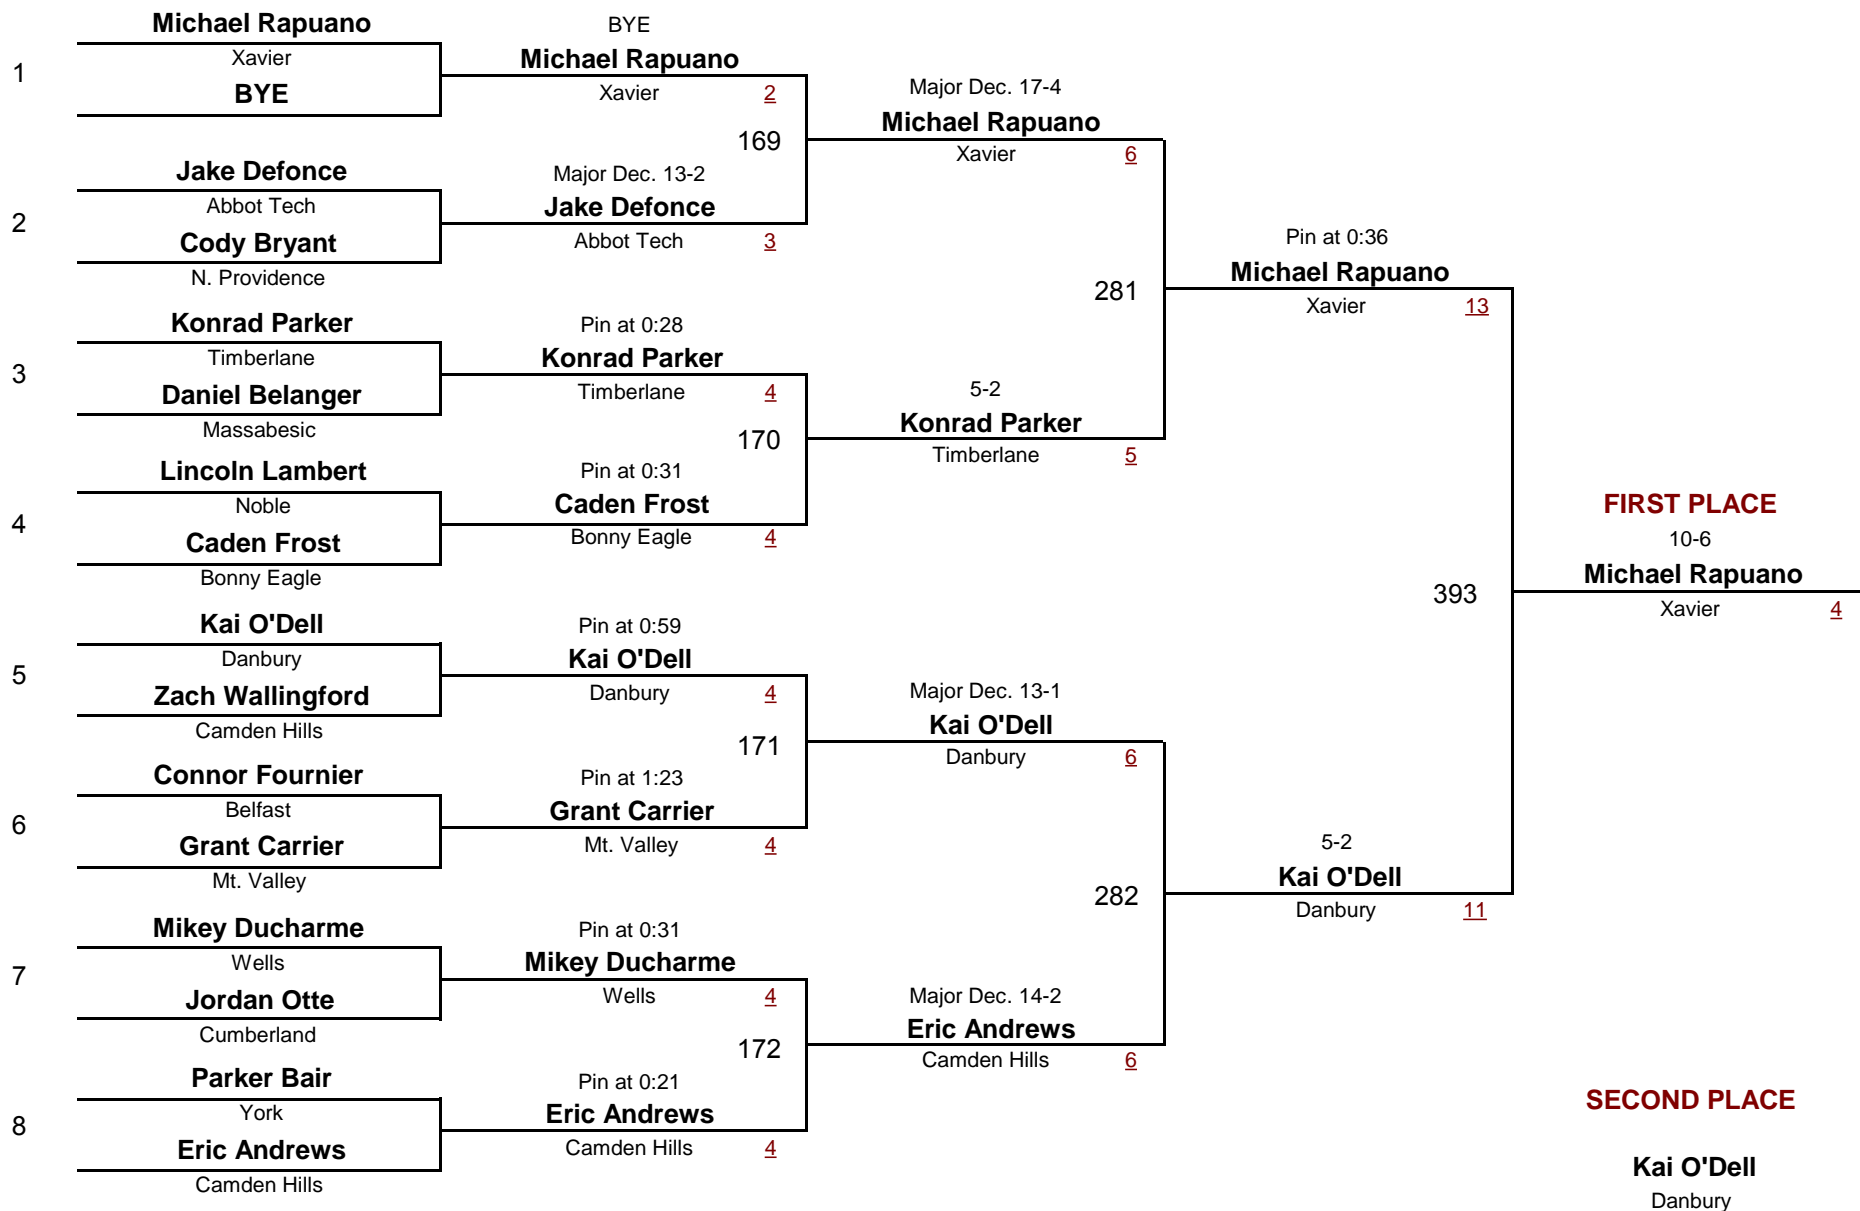 Michael Rapuano
Xavier
1
BYE
Jake Defonce
Abbot Tech
2
Cody Bryant
N. Providence
Konrad Parker
Timberlane
3
Daniel Belanger
Massabesic
Lincoln Lambert
Noble
4
Caden Frost
Bonny Eagle
Kai O'Dell
Danbury
5
Zach Wallingford
Camden Hills
Connor Fournier
Belfast
6
Grant Carrier
Mt. Valley
Mikey Ducharme
Wells
7
Jordan Otte
Cumberland
Parker Bair
York
8
Eric Andrews
Camden Hills
BYE
Michael Rapuano
Xavier 2
169
Major Dec. 13-2
Jake Defonce
Abbot Tech 3
Pin at 0:28
Konrad Parker
Timberlane 4
170
Pin at 0:31
Caden Frost
Bonny Eagle 4
Pin at 0:59
Kai O'Dell
Danbury 4
171
Pin at 1:23
Grant Carrier
Mt. Valley 4
Pin at 0:31
Mikey Ducharme
Wells 4
172
Pin at 0:21
Eric Andrews
Camden Hills 4
Major Dec. 17-4
Michael Rapuano
Xavier 6
281
5-2
Konrad Parker
Timberlane 5
Major Dec. 13-1
Kai O'Dell
Danbury 6
282
Major Dec. 14-2
Eric Andrews
Camden Hills 6
Pin at 0:36
Michael Rapuano
Xavier 13
393
5-2
Kai O'Dell
Danbury 11
FIRST PLACE
10-6
Michael Rapuano
Xavier 4
SECOND PLACE
Kai O'Dell
Danbury